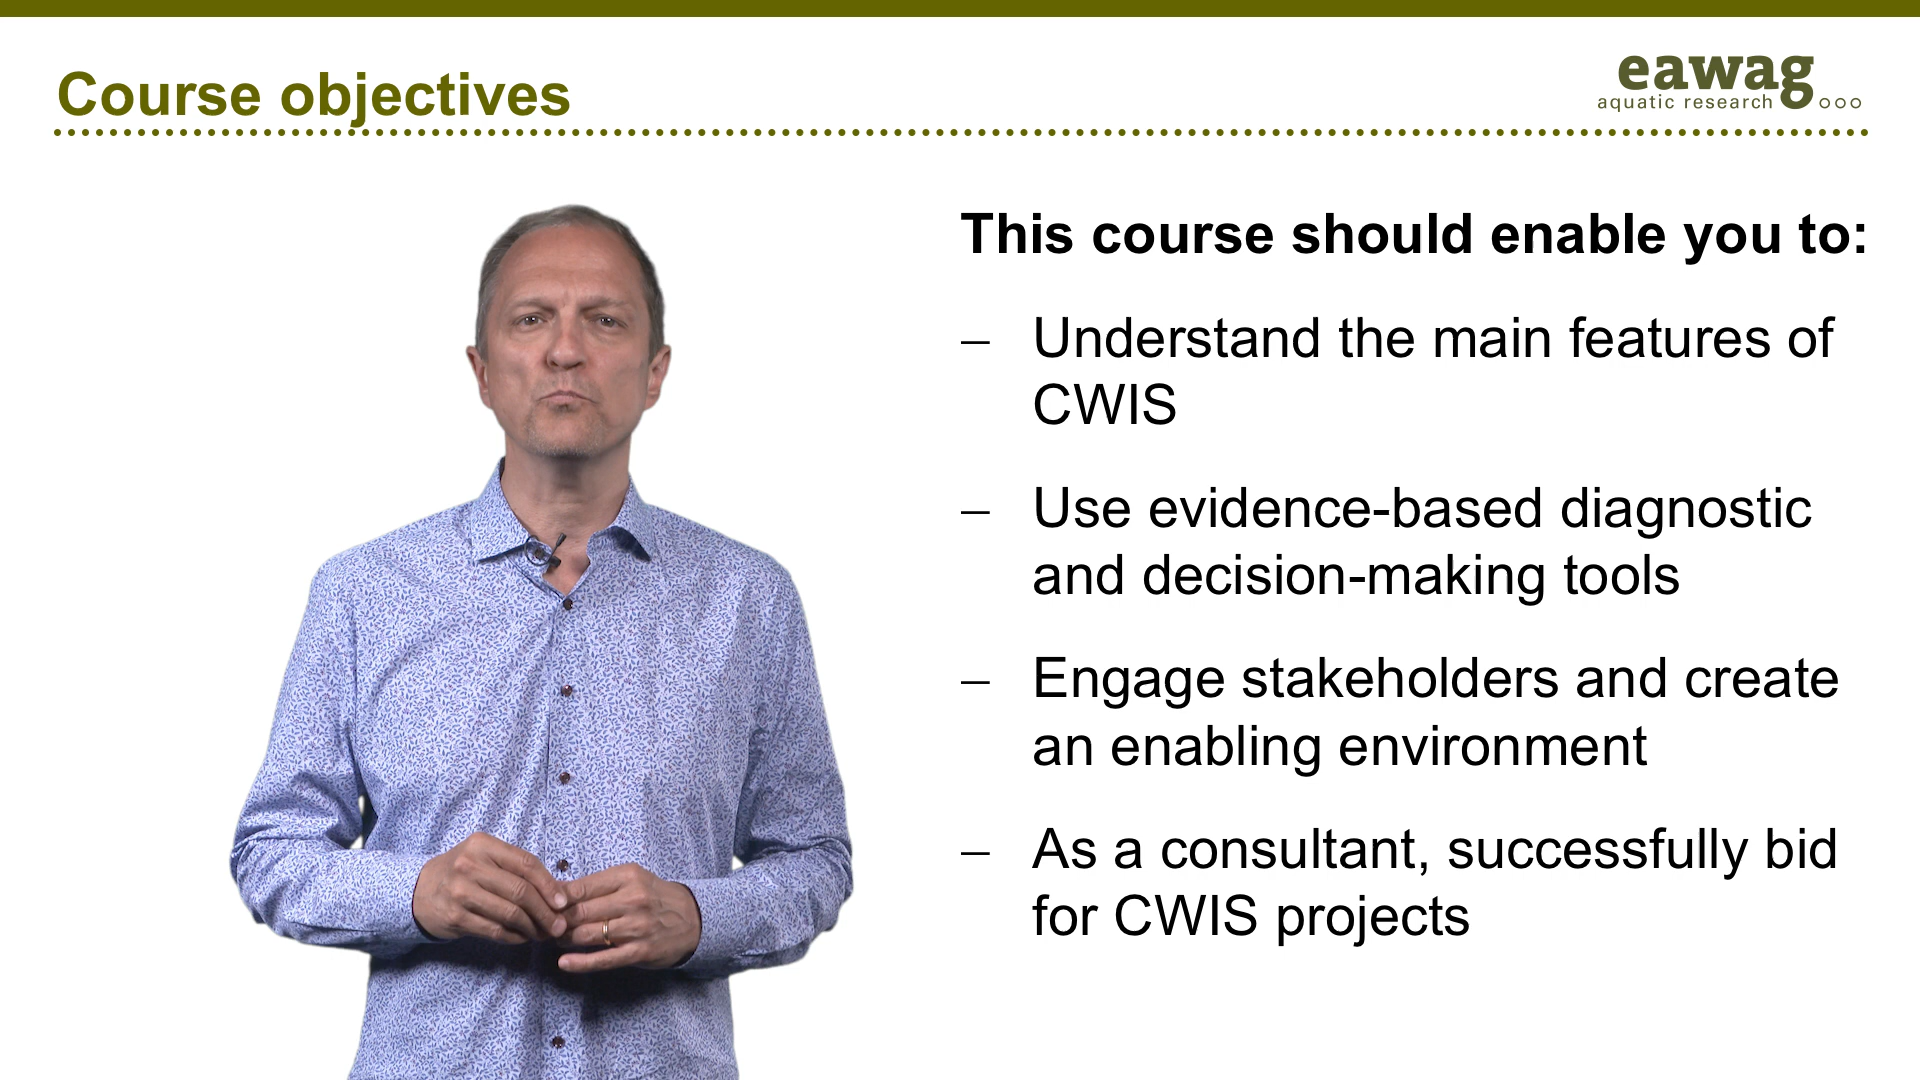 Course objectives
eawag
aquatic research
This course should enable you to:
– Understand the main features of
CWIS
– Use evidence-based diagnostic
and decision-making tools
– Engage stakeholders and create
an enabling environment
– As a consultant, successfully bid
for CWIS projects